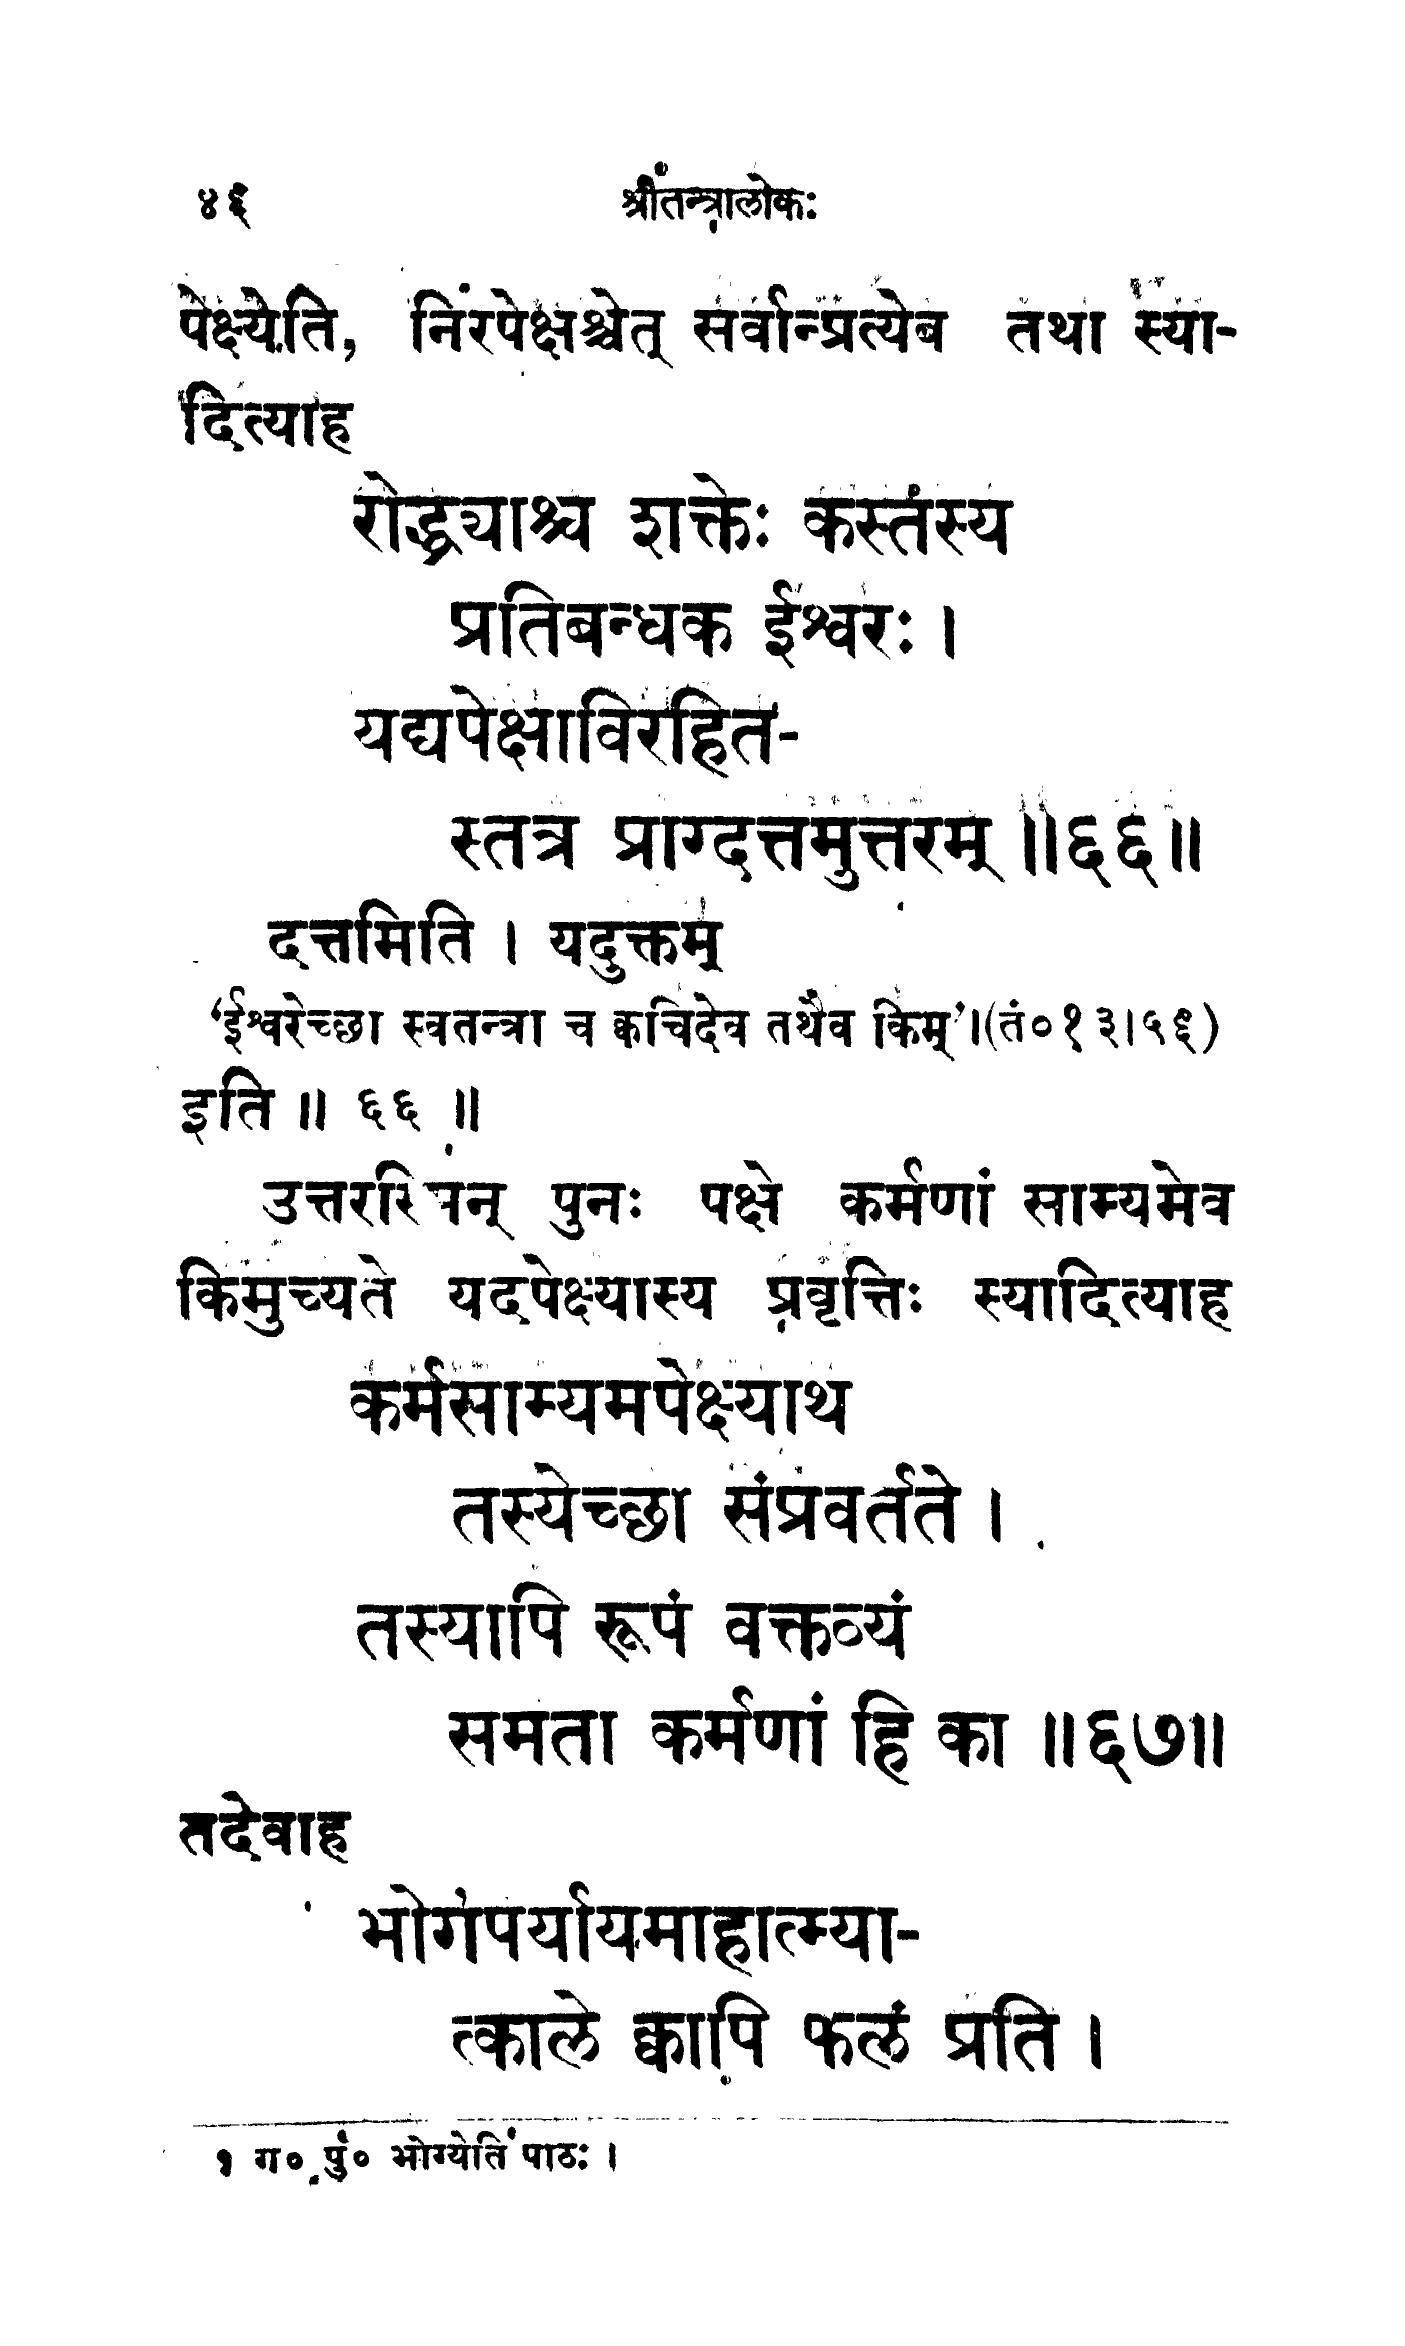 ४६ श्रीतन्त्रालोकः
पेक्ष्येति, निरपेक्षश्चेत् सर्वान्प्रत्येव तथा स्या-
दित्याह
रोद्ध्र्याश्च शक्तेः कस्तस्य
प्रतिबन्धक ईश्वरः ।
यद्यपेक्षाविरहित-
स्तत्र प्राग्दत्तमुत्तरम् ॥६६॥
दत्तमिति । यदुक्तम्
‘ईश्वरेच्छा स्वतन्त्रा च क्वचिदेव तथैव किम्’।(तं०१३।५९)
इति ॥ ६६ ॥
उत्तरस्मिन् पुनः पक्षे कर्मणां साम्यमेव
किमुच्यते यदपेक्ष्यास्य प्रवृत्तिः स्यादित्याह
कर्मसाम्यमपेक्ष्याथ
तस्येच्छा संप्रवर्तते ।
तस्यापि रूपं वक्तव्यं
समता कर्मणां हि का ॥६७॥
तदेवाह
भोगपर्यायमाहात्म्या-
त्काले क्वापि फलं प्रति ।
१ ग० पुं० भोग्येति पाठः ।